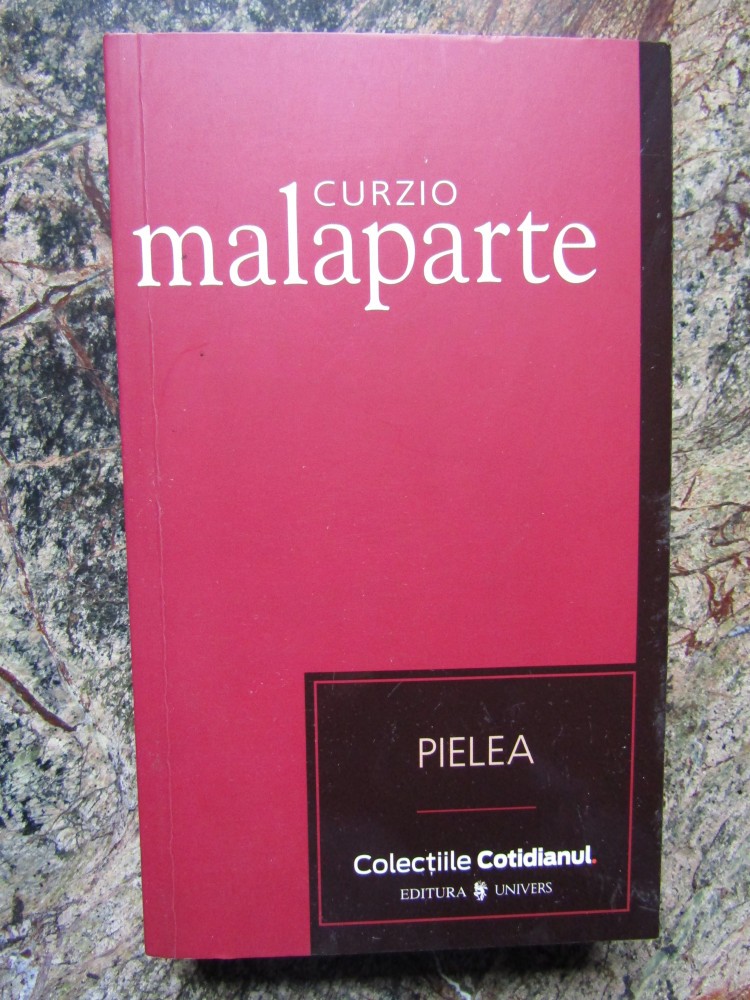 CURZIO
malaparte
PIELEA
Colecțiile Cotidianul.
EDITURA UNIVERS